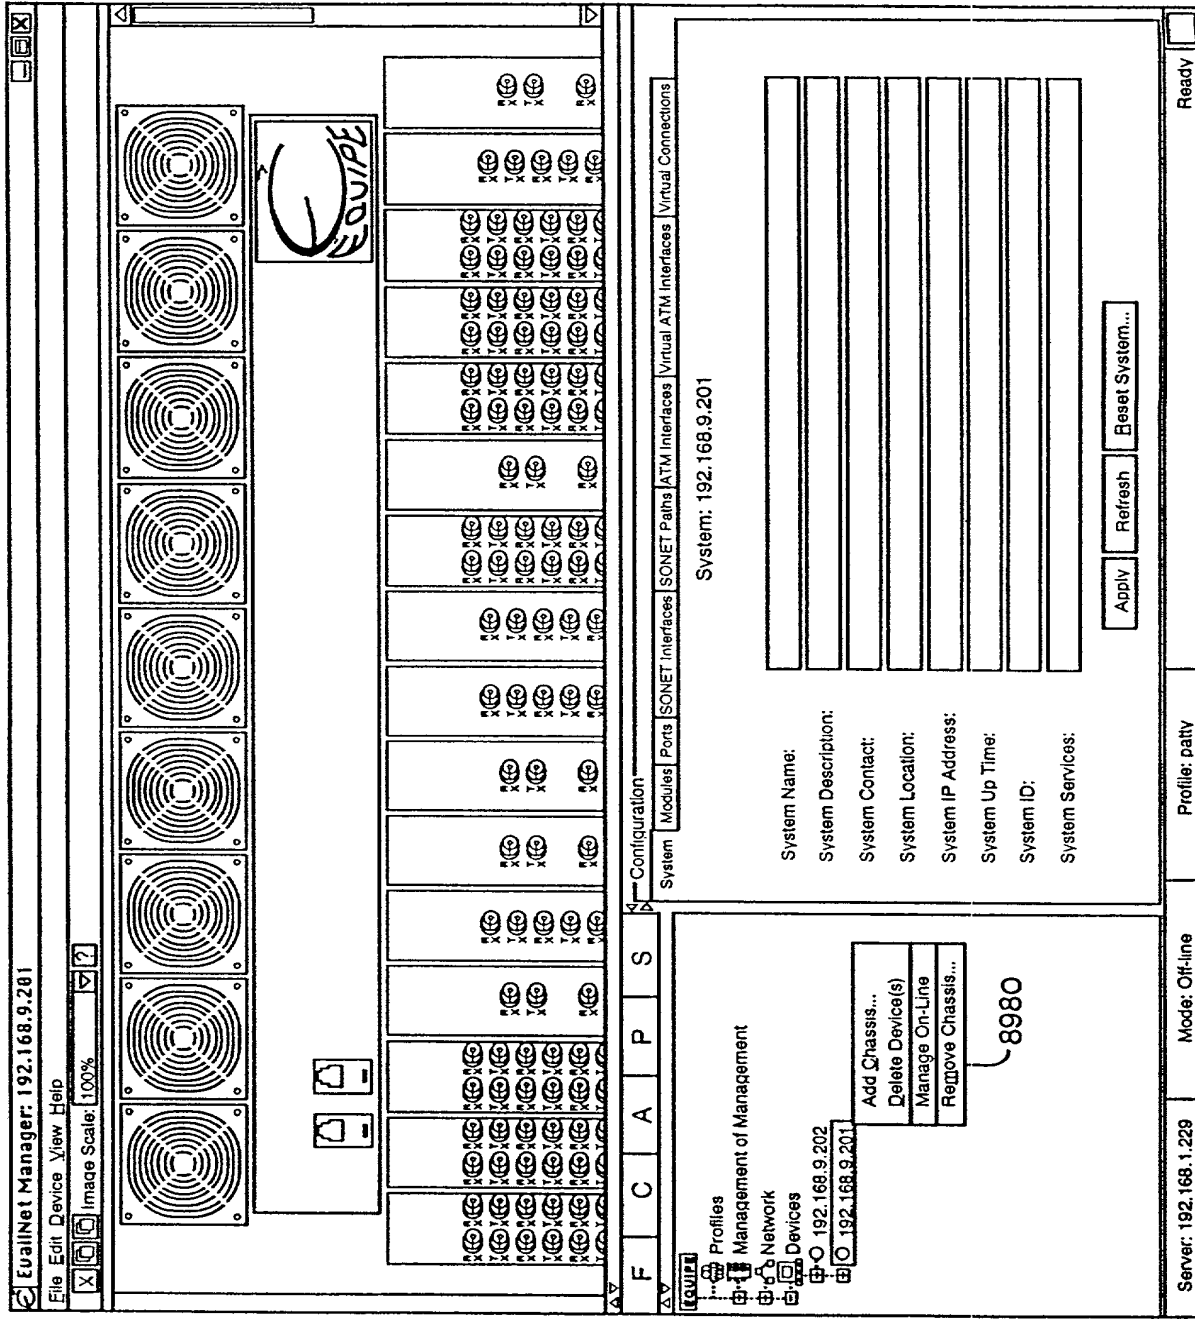 EuallNet Manager: 192.168.9.201
File Edit Device View Help
Image Scale: 100%
?
EQUIPE
Configuration
F C A P S
System Modules Ports SONET Interfaces SONET Paths ATM Interfaces Virtual ATM Interfaces Virtual Connections
EQUIPE
Profiles
Management of Management
Network
Devices
192.168.9.202
192.168.9.201
Add Chassis...
Delete Device(s)
Manage On-Line
Remove Chassis...
8980
System: 192.168.9.201
System Name:
System Description:
System Contact:
System Location:
System IP Address:
System Up Time:
System ID:
System Services:
Apply Refresh Reset System...
Server: 192.168.1.229 Mode: Off-line Profile: patty Ready